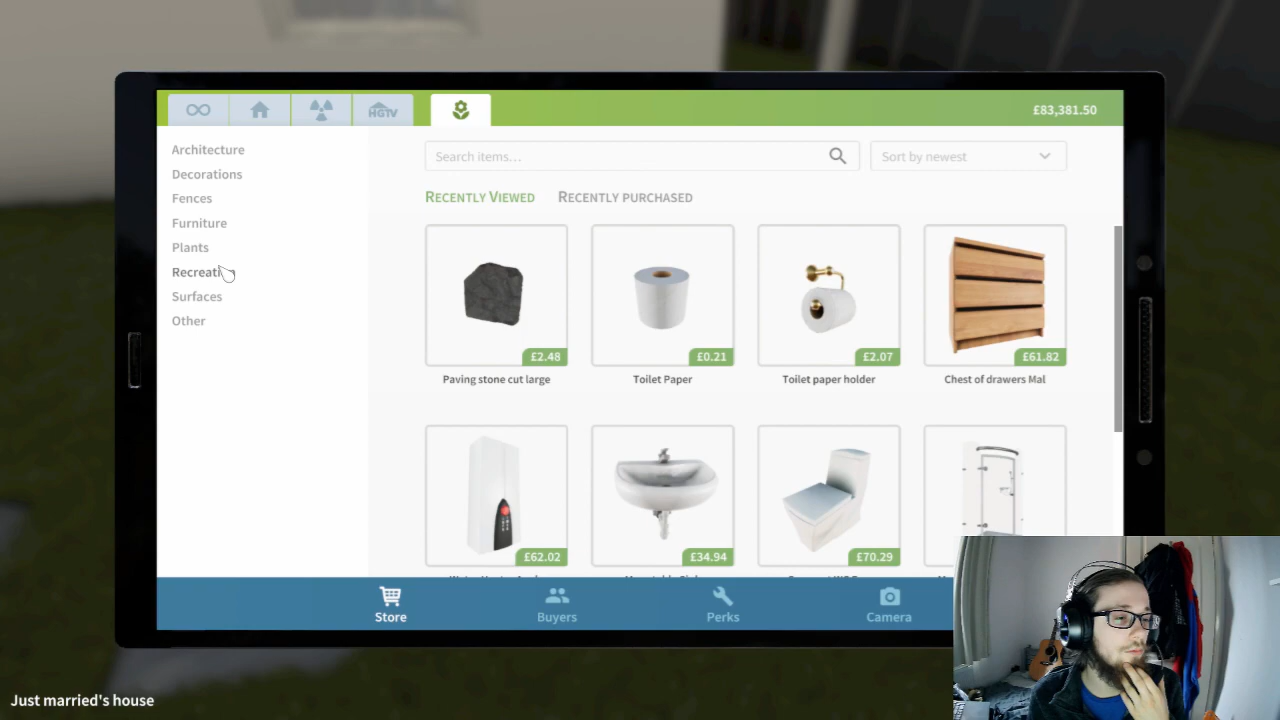 HGTV
£83,381.50
Architecture
Decorations
Fences
Furniture
Plants
Surfaces
Other
Search items...
Sort by newest
RECENTLY VIEWED
RECENTLY PURCHASED
£2.48
£0.21
£2.07
£61.82
Paving stone cut large
Toilet Paper
Toilet paper holder
Chest of drawers Mal
£62.02
£34.94
£70.29
Store
Buyers
Perks
Camera
Just married's house